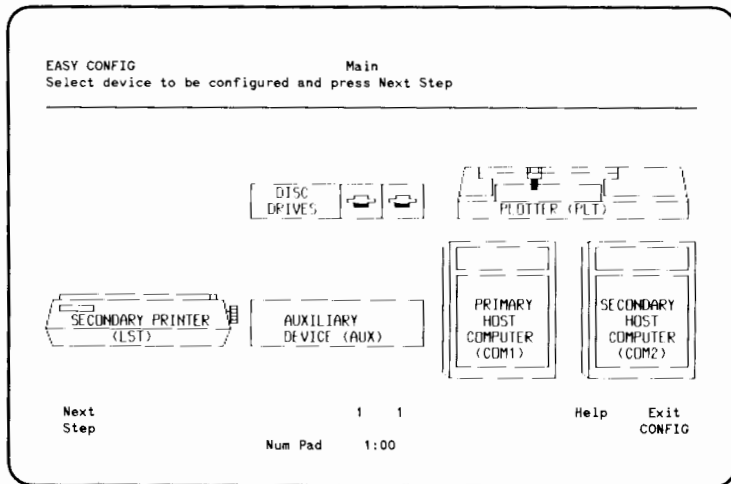 EASY CONFIG Main
Select device to be configured and press Next Step
DISC
DRIVES
PLOTTER (PLT)
SECONDARY PRINTER
(LST)
AUXILIARY
DEVICE (AUX)
PRIMARY
HOST
COMPUTER
(COM1)
SECONDARY
HOST
COMPUTER
(COM2)
Next
Step
1 1
Help
Exit
CONFIG
Num Pad 1:00